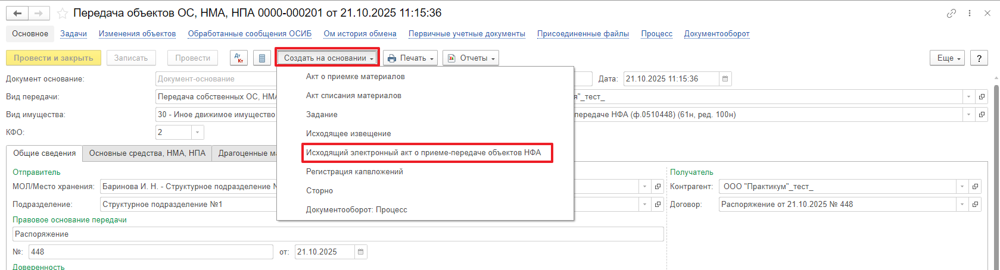 Передача объектов ОС, НМА, НПА 0000-000201 от 21.10.2025 11:15:36
Основное Задачи Изменения объектов Обработанные сообщения ОСИБ Ом история обмена Первичные учетные документы Присоединенные файлы Процесс Документооборот
Провести и закрыть Записать Провести Дт Кт Создать на основании Печать Отчеты Еще ?
Документ основание: Документ-основание Дата: 21.10.2025 11:15:36
Вид передачи: Передача собственных ОС, НМА я"_тест_
Вид имущества: 30 - Иное движимое имущество передаче НФА (ф.0510448) (61н, ред. 100н)
КФО: 2
Акт о приемке материалов
Акт списания материалов
Задание
Исходящее извещение
Исходящий электронный акт о приеме-передаче объектов НФА
Регистрация капвложений
Сторно
Документооборот: Процесс
Общие сведения Основные средства, НМА, НПА Драгоценные ма
Отправитель Получатель
МОЛ/Место хранения: Баринова И. Н. - Структурное подразделение № Контрагент: ООО "Практикум"_тест_
Подразделение: Структурное подразделение №1 Договор: Распоряжение от 21.10.2025 № 448
Правовое основание передачи
Распоряжение
№: 448 от: 21.10.2025
Доверенность